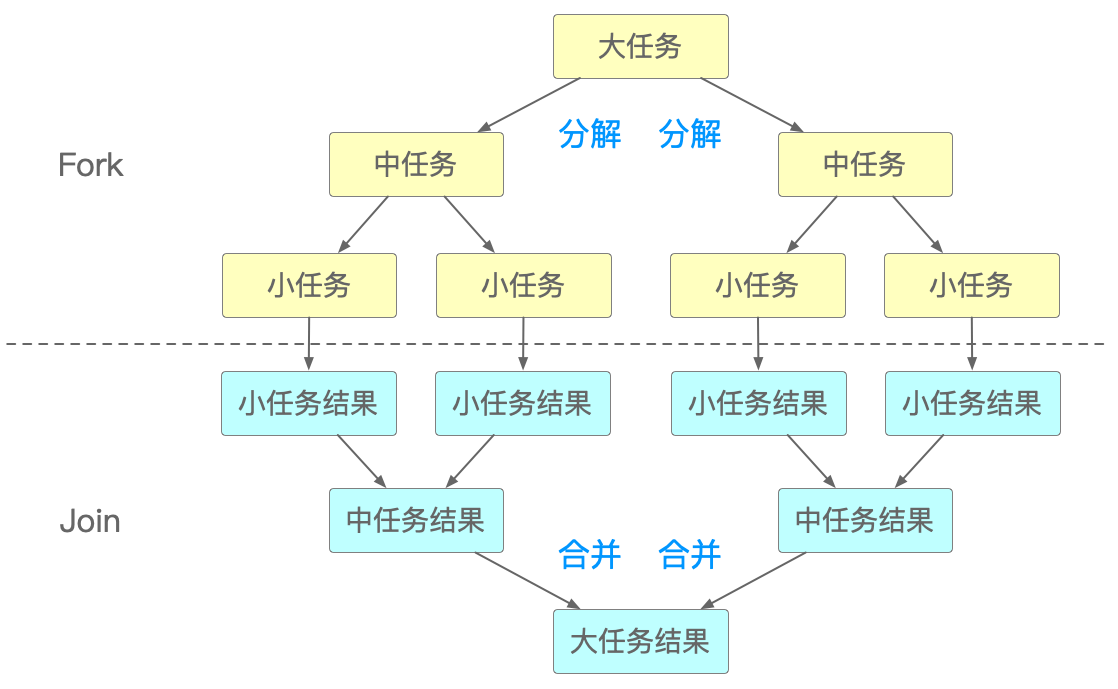 大任务
分解 分解
Fork
中任务 中任务
小任务 小任务 小任务 小任务
小任务结果 小任务结果 小任务结果 小任务结果
Join
中任务结果 中任务结果
合并 合并
大任务结果